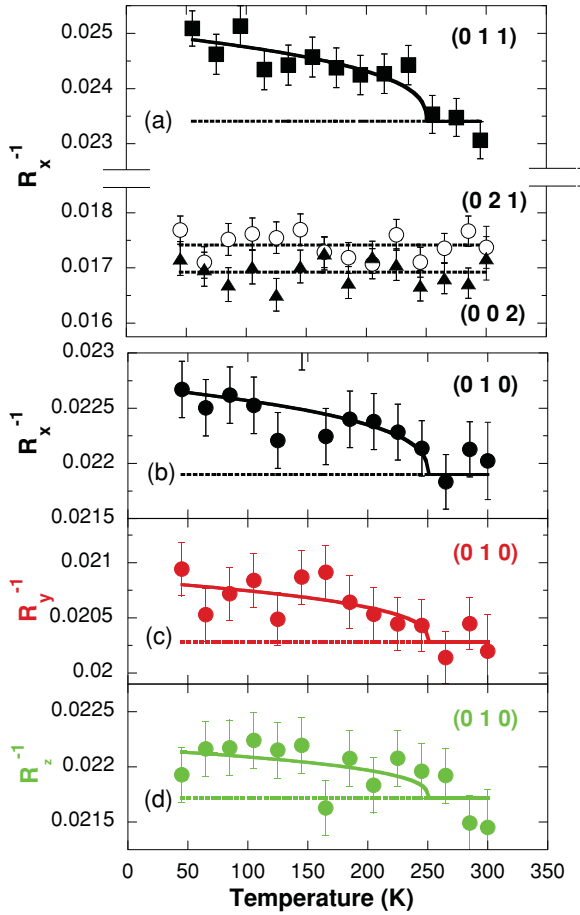 0.025
(0 1 1)
0.024
(a)
0.023
R_x^-1
(0 2 1)
0.018
0.017
0.016
(0 0 2)
0.023
(0 1 0)
0.0225
R_x^-1
0.022
(b)
0.0215
0.021
(0 1 0)
R_y^-1
0.0205
(c)
0.02
0.0225
(0 1 0)
R_z^-1
0.022
(d)
0.0215
0 50 100 150 200 250 300 350
Temperature (K)